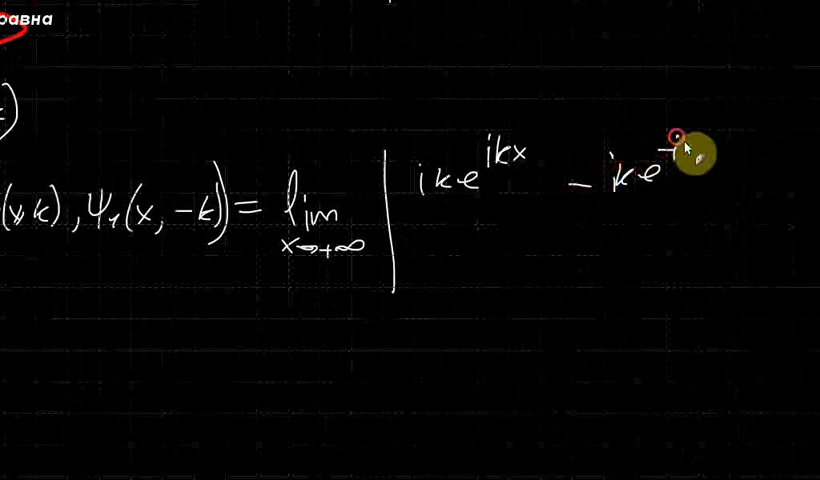 равна
)
ike^{ikx} - ike^{-i
(x,k), Ψ₁(x, -k)) = lim |
x→+∞